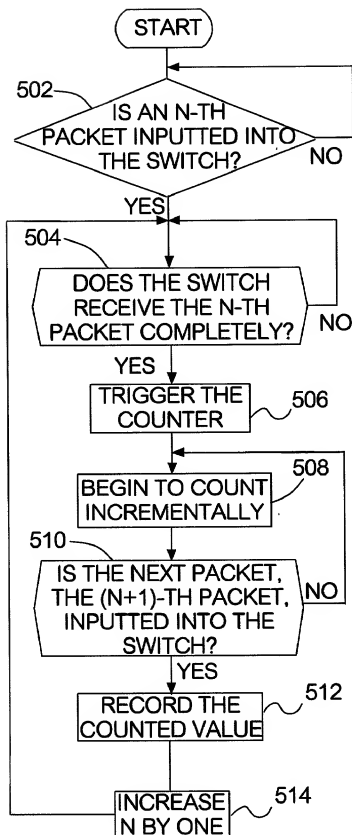 START
502
IS AN N-TH
PACKET INPUTTED INTO
THE SWITCH?
NO
YES
504
DOES THE SWITCH
RECEIVE THE N-TH
PACKET COMPLETELY?
NO
YES
TRIGGER THE
COUNTER
506
508
BEGIN TO COUNT
INCREMENTALLY
510
IS THE NEXT PACKET,
THE (N+1)-TH PACKET,
INPUTTED INTO THE
SWITCH?
NO
YES
RECORD THE
COUNTED VALUE
512
INCREASE
N BY ONE
514